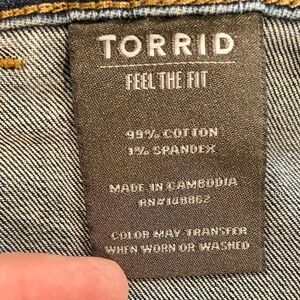 TORRID
FEEL THE FIT
99% COTTON
1% SPANDEX
MADE IN CAMBODIA
RN#148862
COLOR MAY TRANSFER
WHEN WORN OR WASHED